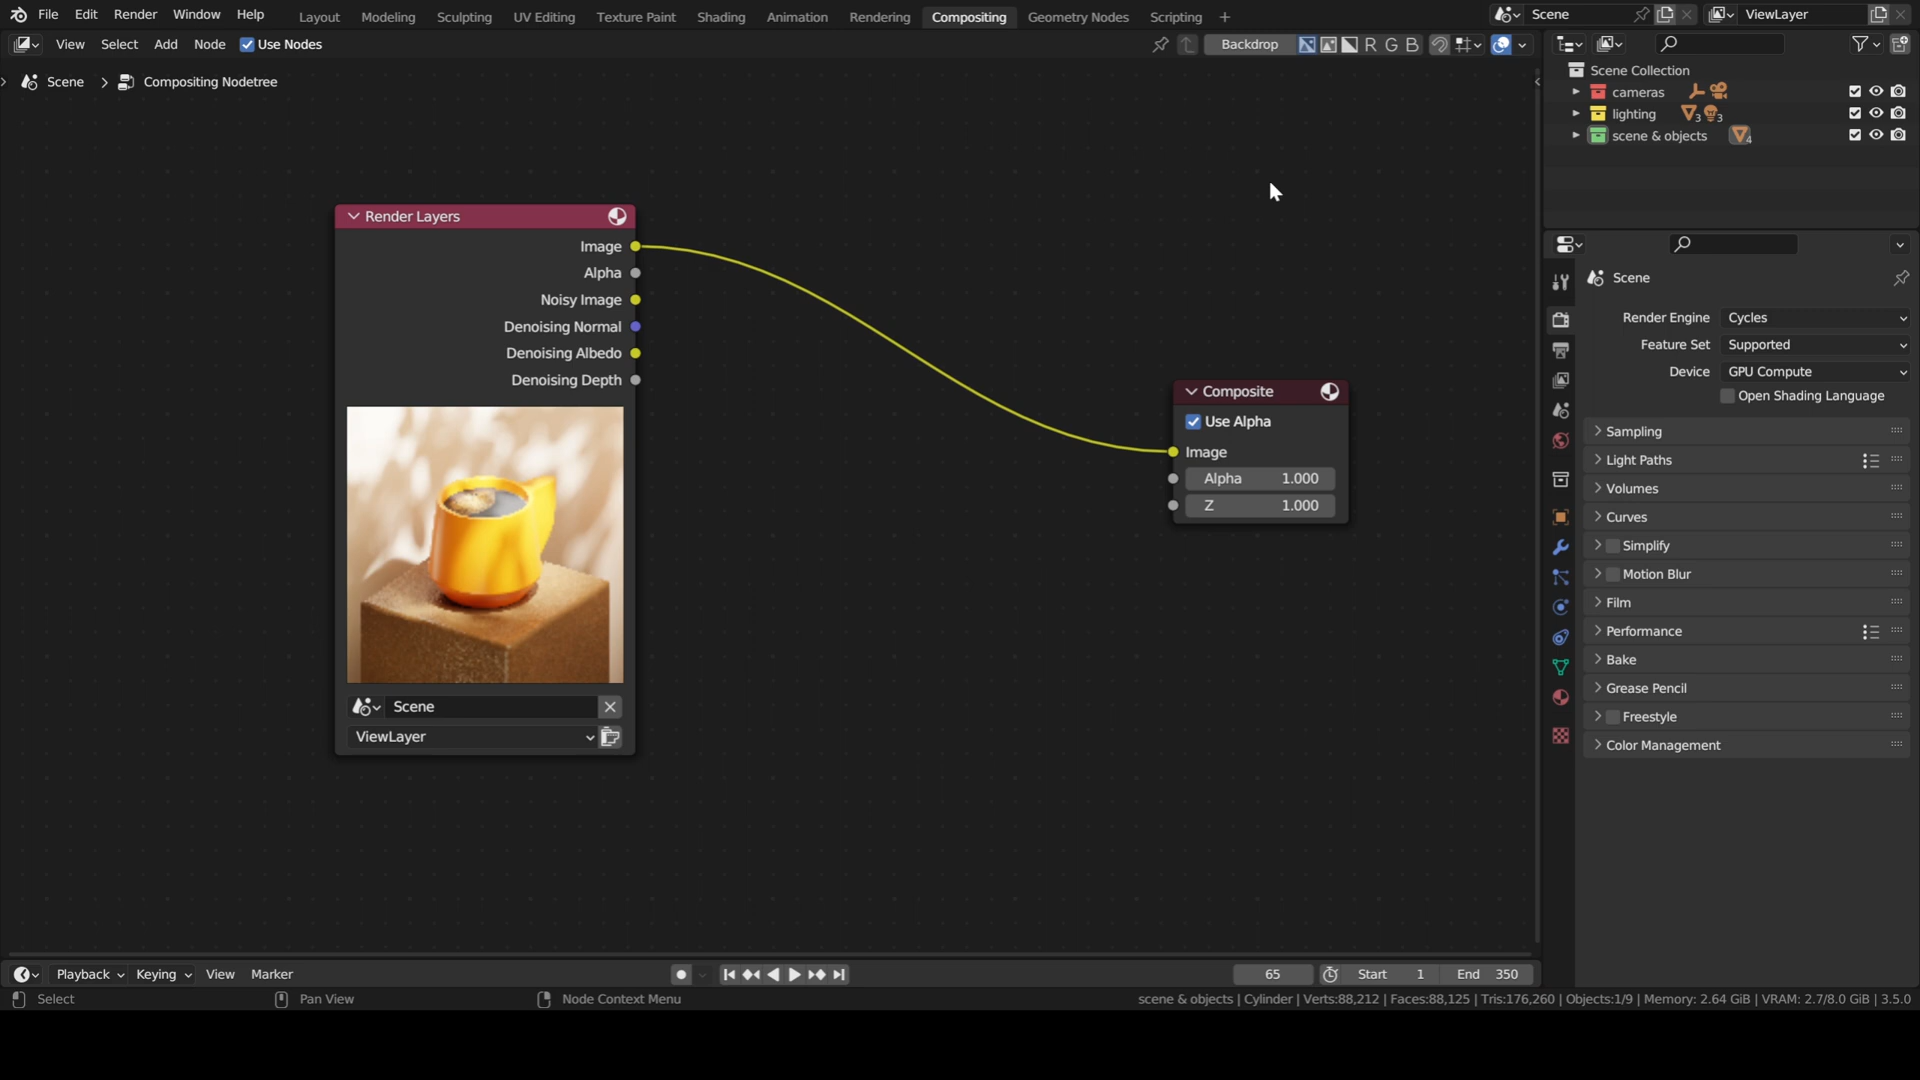 File Edit Render Window Help Layout Modeling Sculpting UV Editing Texture Paint Shading Animation Rendering Compositing Geometry Nodes Scripting + Scene ViewLayer
View Select Add Node Use Nodes Backdrop R G B
Scene > Compositing Nodetree
Scene Collection
cameras
lighting 3 3
scene & objects 4
Render Layers
Image
Alpha
Noisy Image
Denoising Normal
Denoising Albedo
Denoising Depth
Scene
ViewLayer
Composite
Use Alpha
Image
Alpha 1.000
Z 1.000
Scene
Render Engine Cycles
Feature Set Supported
Device GPU Compute
Open Shading Language
Sampling
Light Paths
Volumes
Curves
Simplify
Motion Blur
Film
Performance
Bake
Grease Pencil
Freestyle
Color Management
Playback Keying View Marker 65 Start 1 End 350
Select Pan View Node Context Menu scene & objects | Cylinder | Verts:88,212 | Faces:88,125 | Tris:176,260 | Objects:1/9 | Memory: 2.64 GiB | VRAM: 2.7/8.0 GiB | 3.5.0